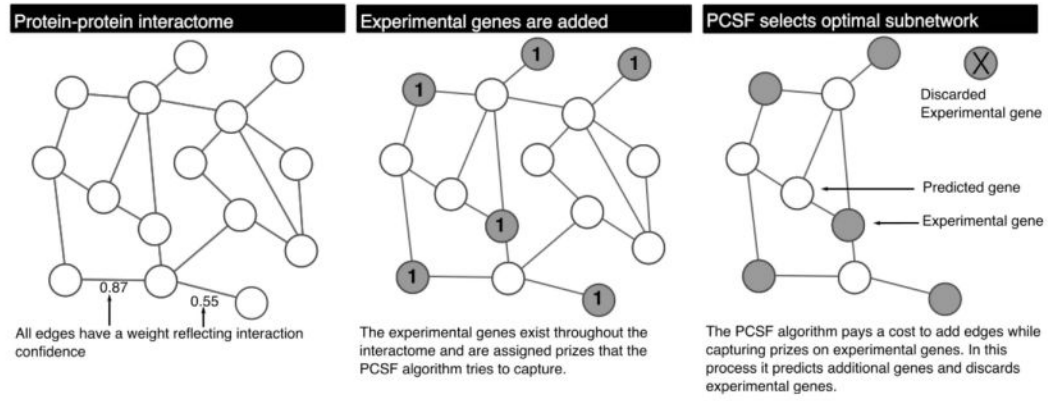 Protein-protein interactome
0.87
0.55
All edges have a weight reflecting interaction
confidence
Experimental genes are added
1
1
1
1
1
1
The experimental genes exist throughout the
interactome and are assigned prizes that the
PCSF algorithm tries to capture.
PCSF selects optimal subnetwork
X
Discarded
Experimental gene
Predicted gene
Experimental gene
The PCSF algorithm pays a cost to add edges while
capturing prizes on experimental genes. In this
process it predicts additional genes and discards
experimental genes.